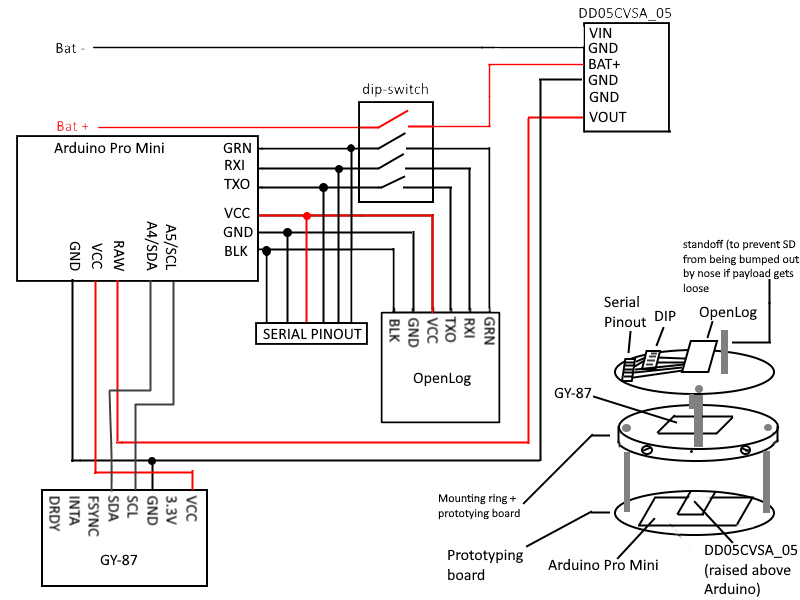 DD05CVSA_05
VIN
GND
BAT+
GND
GND
VOUT
Bat -
Bat +
dip-switch
Arduino Pro Mini
GRN
RXI
TXO
VCC
GND
BLK
GND
VCC
RAW
A4/SDA
A5/SCL
SERIAL PINOUT
BLK
GND
VCC
TXO
RXI
GRN
OpenLog
DRDY
INTA
FSYNC
SDA
SCL
GND
3.3V
VCC
GY-87
standoff (to prevent SD
from being bumped out
by nose if payload gets
loose
Serial
Pinout
DIP
OpenLog
GY-87
Mounting ring +
prototying board
Prototyping
board
Arduino Pro Mini
DD05CVSA_05
(raised above
Arduino)